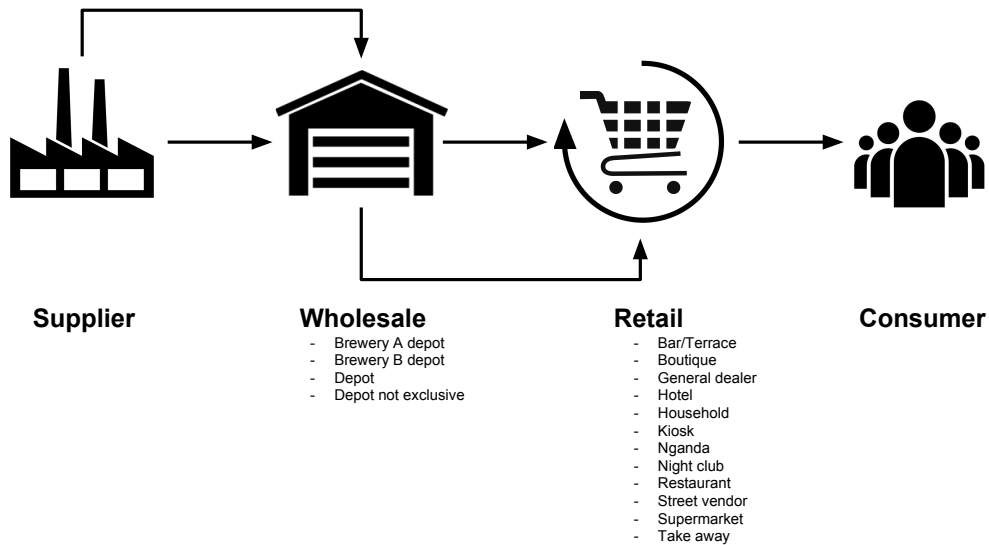 Supplier
Wholesale
- Brewery A depot
- Brewery B depot
- Depot
- Depot not exclusive
Retail
- Bar/Terrace
- Boutique
- General dealer
- Hotel
- Household
- Kiosk
- Nganda
- Night club
- Restaurant
- Street vendor
- Supermarket
- Take away
Consumer